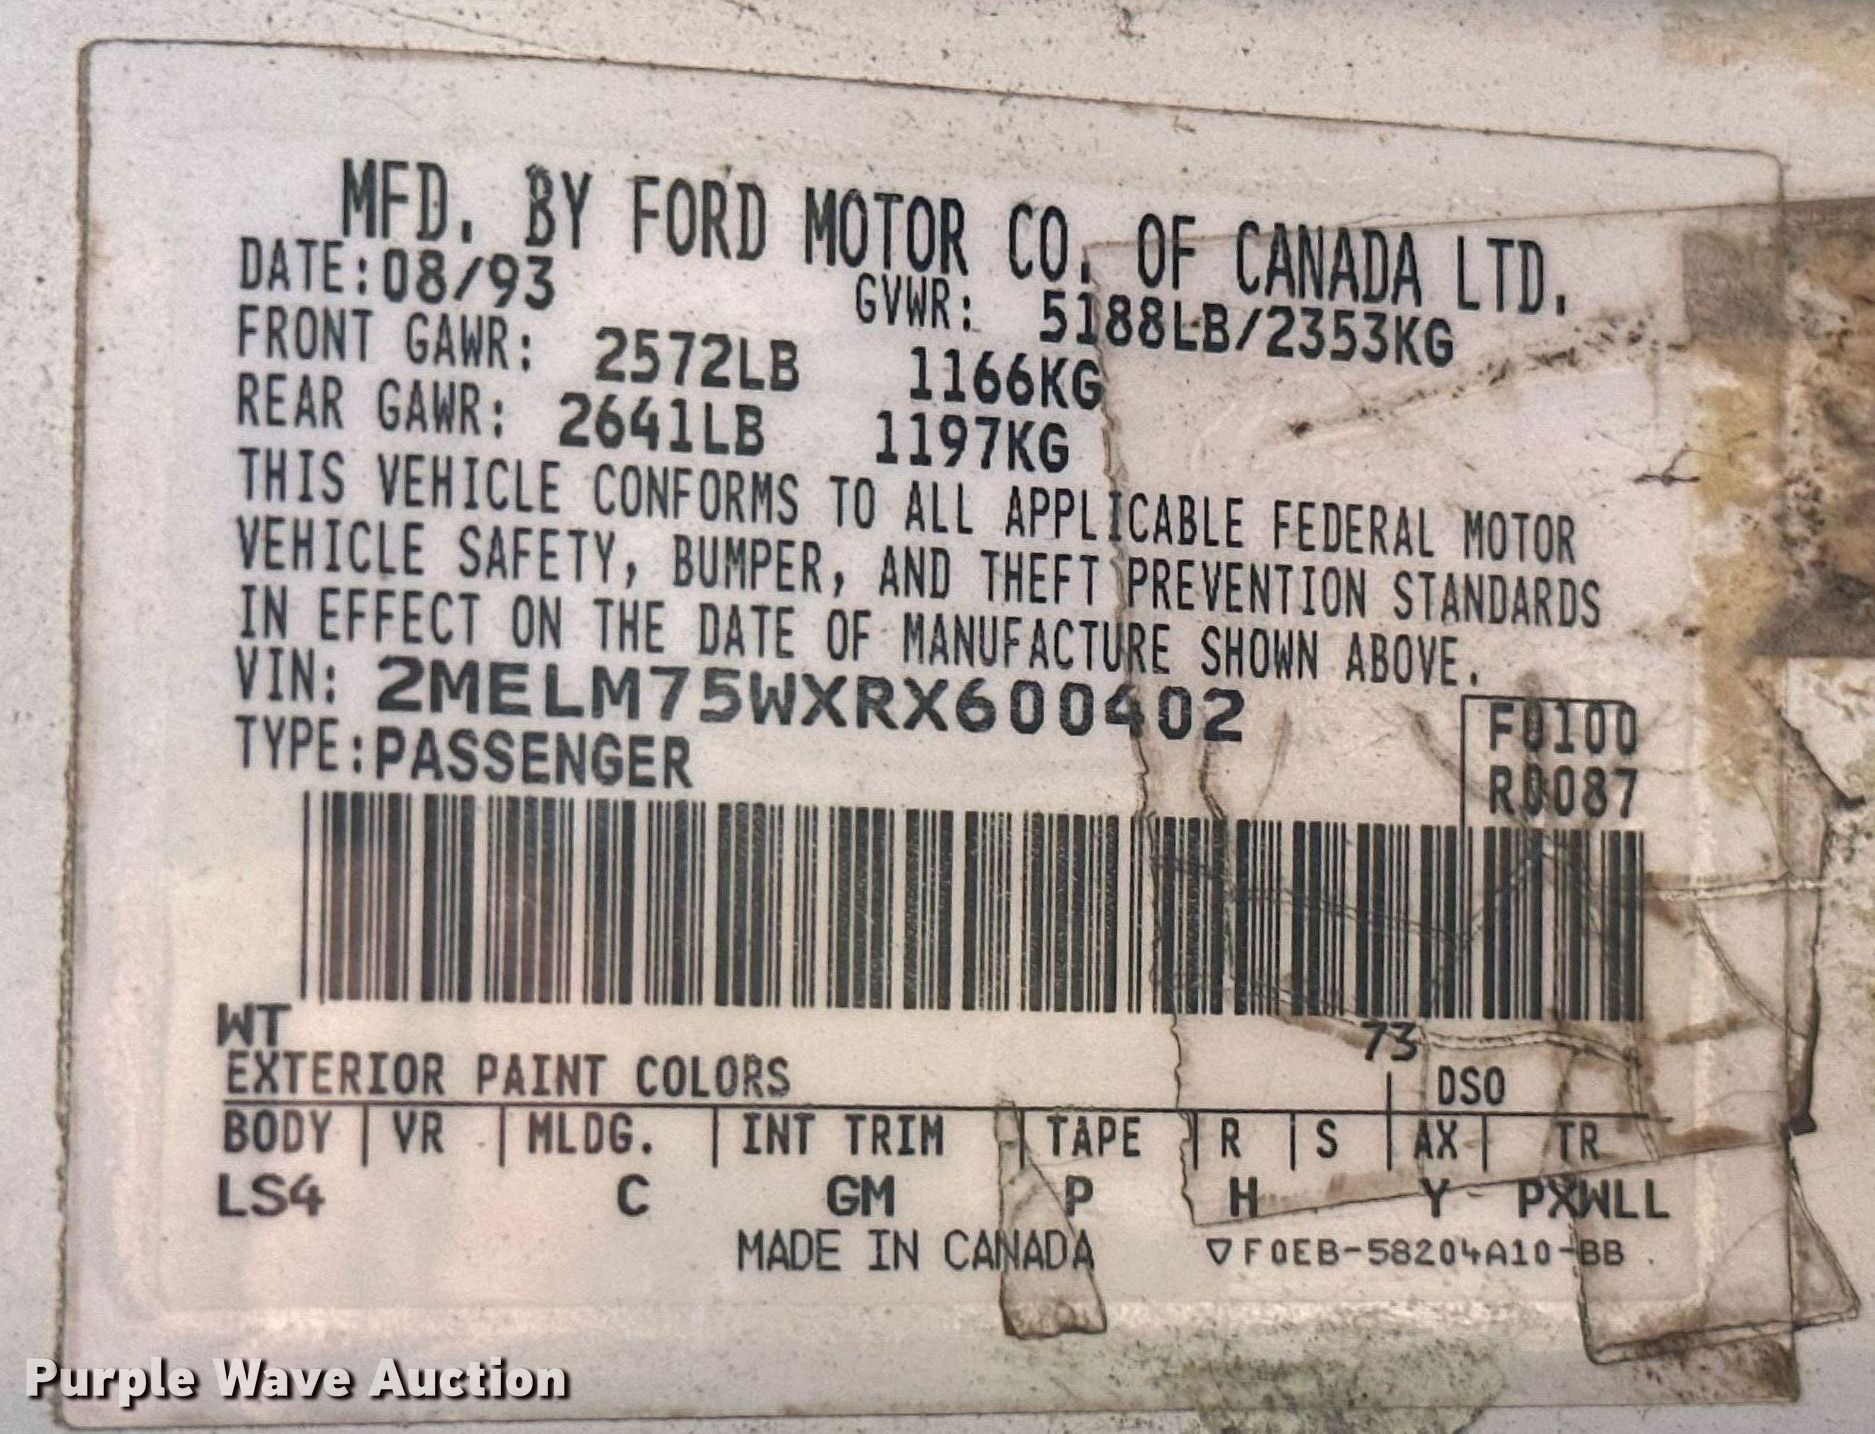 MFD. BY FORD MOTOR CO. OF CANADA LTD.
DATE:08/93 GVWR: 5188LB/2353KG
FRONT GAWR: 2572LB 1166KG
REAR GAWR: 2641LB 1197KG
THIS VEHICLE CONFORMS TO ALL APPLICABLE FEDERAL MOTOR
VEHICLE SAFETY, BUMPER, AND THEFT PREVENTION STANDARDS
IN EFFECT ON THE DATE OF MANUFACTURE SHOWN ABOVE.
VIN: 2MELM75WXRX600402
TYPE:PASSENGER
F0100
R0087
WT 73
EXTERIOR PAINT COLORS DSO
BODY | VR | MLDG. | INT TRIM | TAPE | R | S | AX | TR
LS4 C GM P H Y PXWLL
MADE IN CANADA ▽F0EB-58204A10-BB
Purple Wave Auction